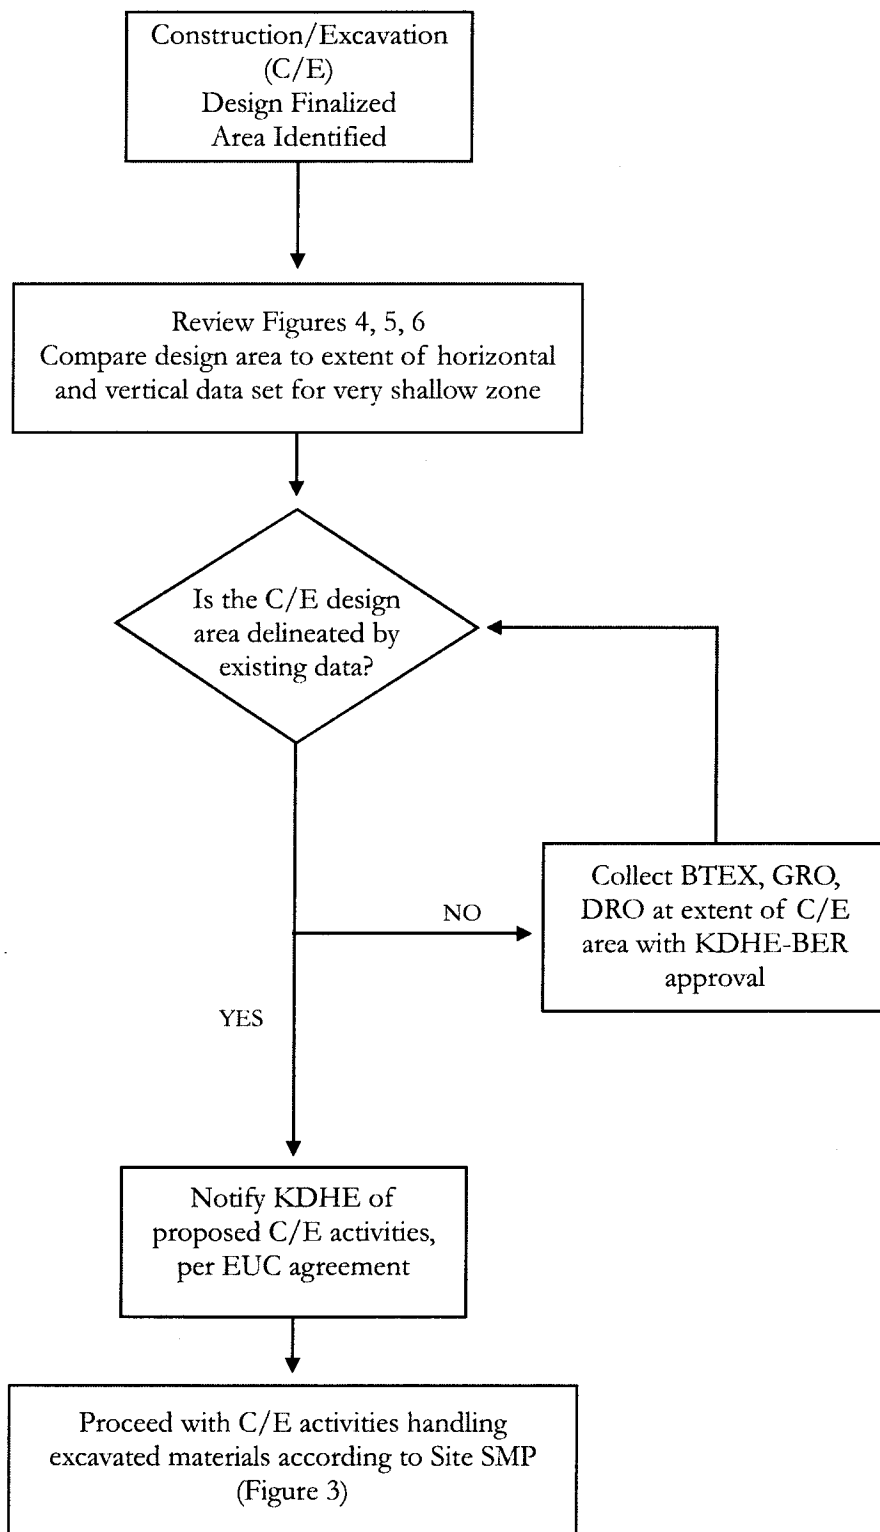 Construction/Excavation
(C/E)
Design Finalized
Area Identified
Review Figures 4, 5, 6
Compare design area to extent of horizontal
and vertical data set for very shallow zone
Is the C/E design
area delineated by
existing data?
NO
Collect BTEX, GRO,
DRO at extent of C/E
area with KDHE-BER
approval
YES
Notify KDHE of
proposed C/E activities,
per EUC agreement
Proceed with C/E activities handling
excavated materials according to Site SMP
(Figure 3)